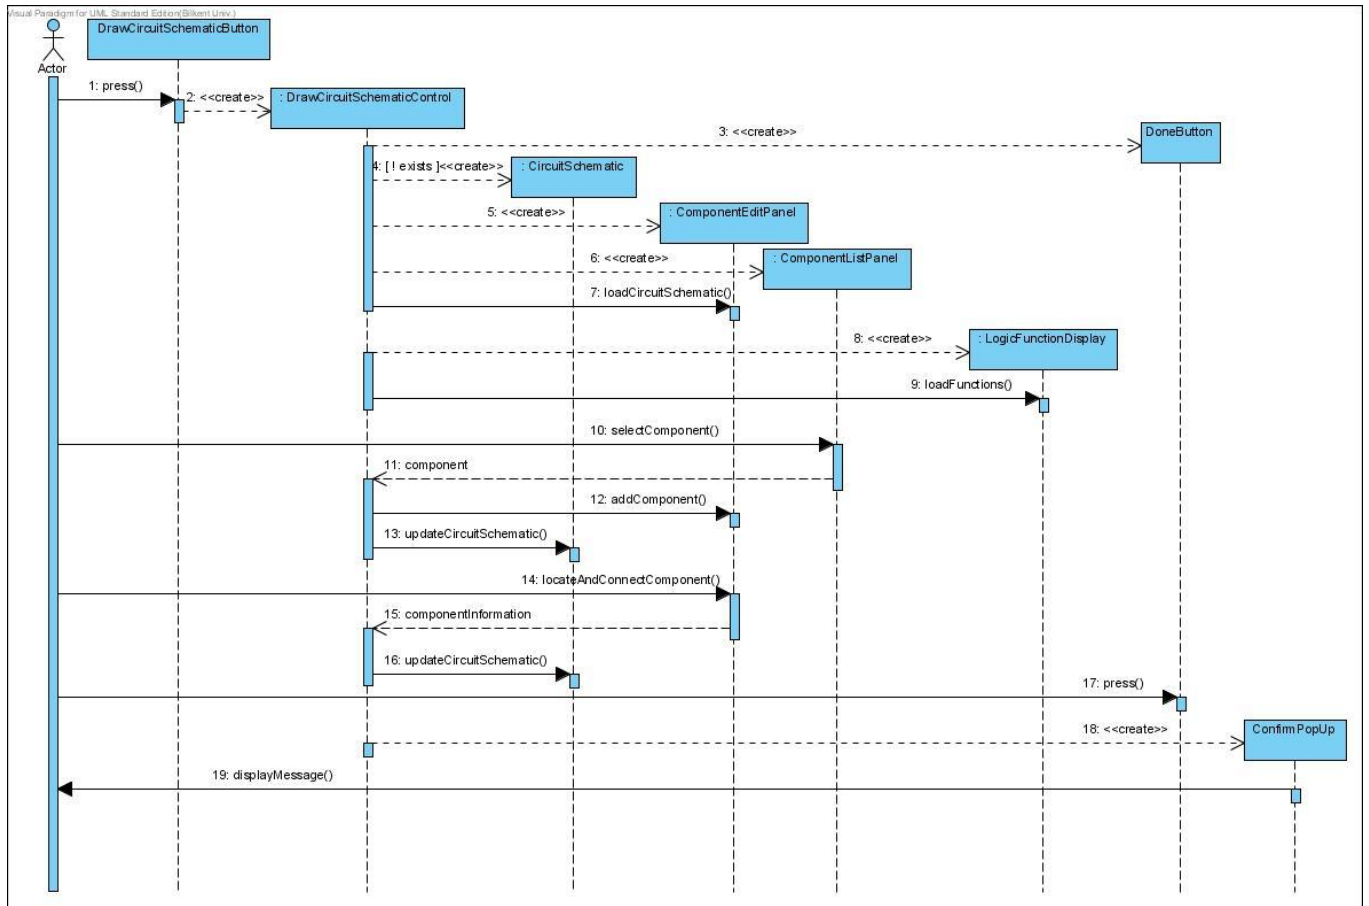 Visual Paradigm for UML Standard Edition(Bilkent Univ.)
DrawCircuitSchematicButton
Actor
1: press()
2: <<create>>
: DrawCircuitSchematicControl
3: <<create>>
DoneButton
4: [ ! exists ]<<create>>
: CircuitSchematic
5: <<create>>
: ComponentEditPanel
6: <<create>>
: ComponentListPanel
7: loadCircuitSchematic()
8: <<create>>
: LogicFunctionDisplay
9: loadFunctions()
10: selectComponent()
11: component
12: addComponent()
13: updateCircuitSchematic()
14: locateAndConnectComponent()
15: componentInformation
16: updateCircuitSchematic()
17: press()
18: <<create>>
ConfirmPopUp
19: displayMessage()